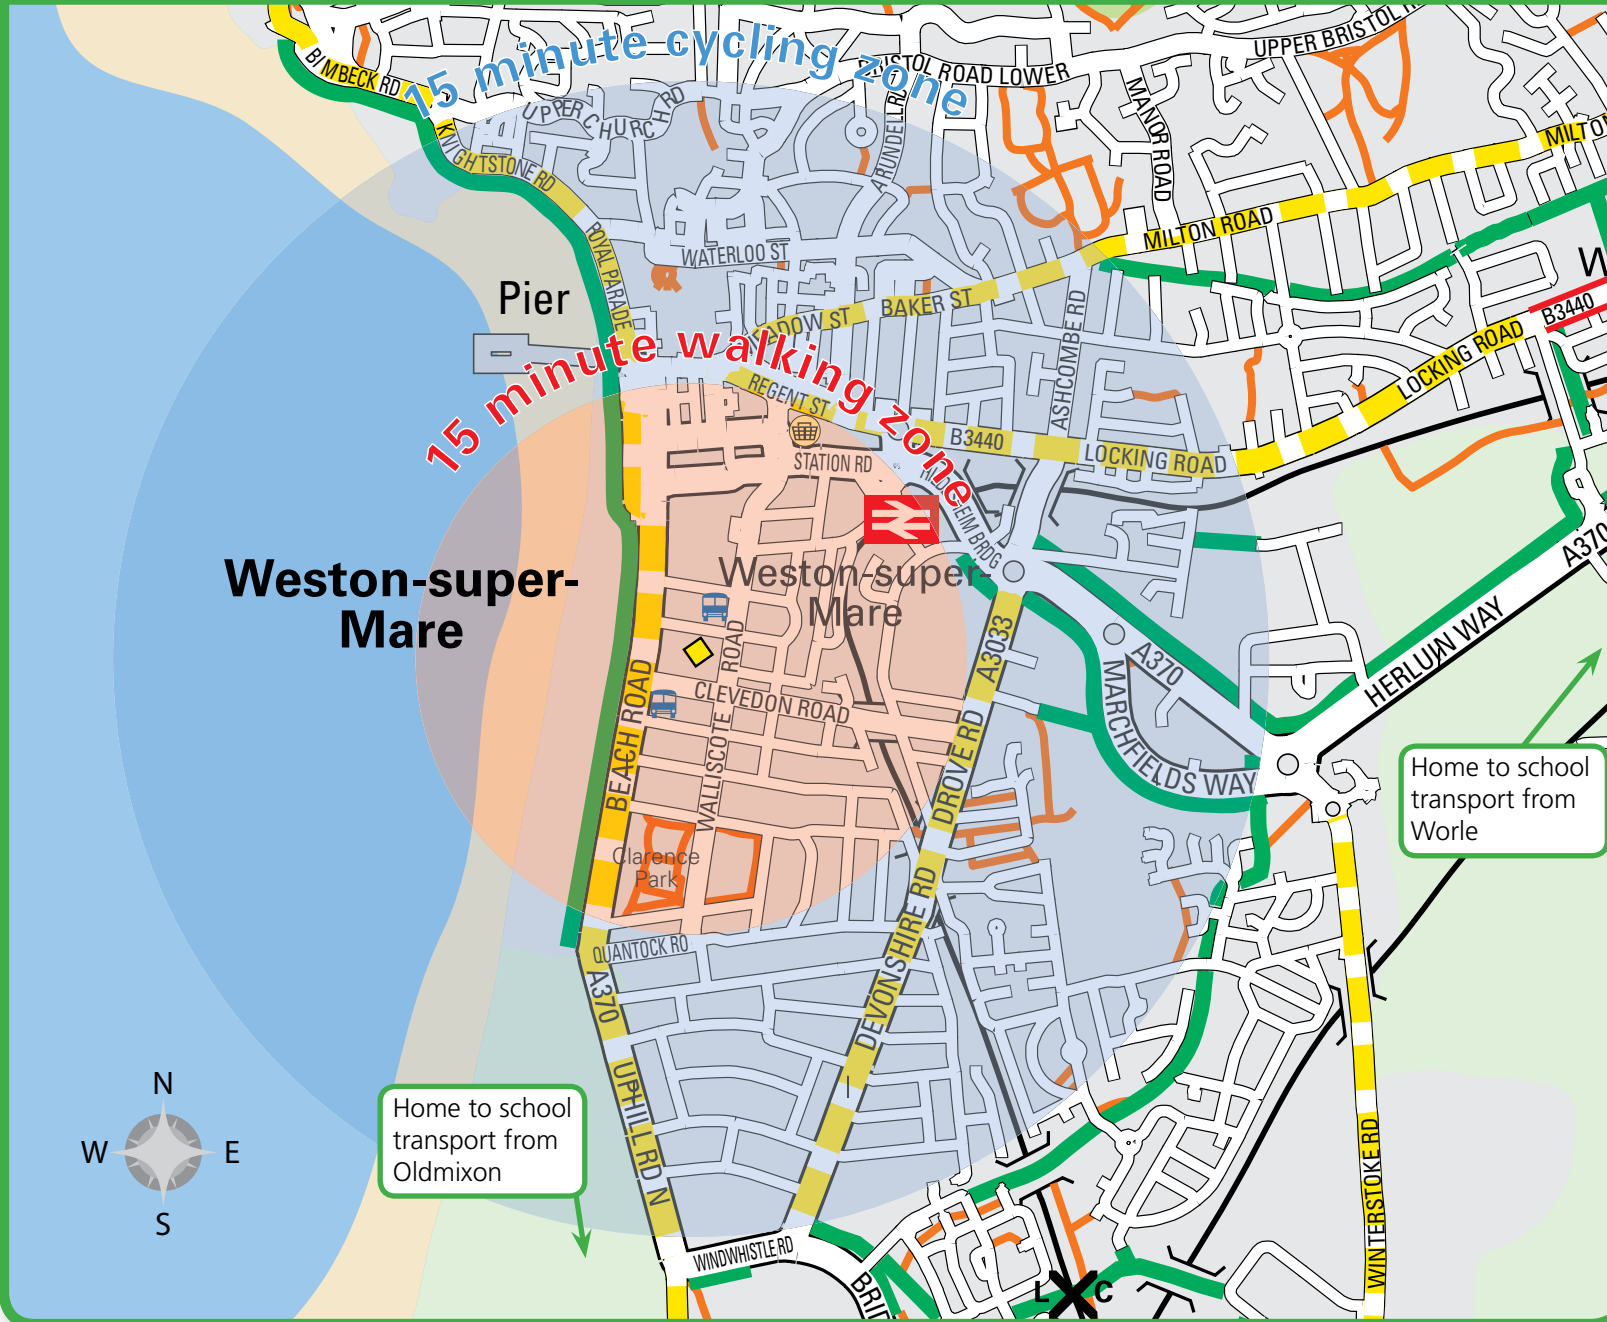 15 minute cycling zone
UPPER BRISTOL R
BRISTOL ROAD LOWER
BIMBECK RD
UPPER CHURCH RD
ARUNDELL RD
MANOR ROAD
MILTON
KNIGHTSTONE RD
MILTON ROAD
ROYAL PARADE
WATERLOO ST
W
Pier
BAKER ST
MEADOW ST
ASHCOMBE RD
B3440
LOCKING ROAD
15 minute walking zone
REGENT ST
B3440
LOCKING ROAD
STATION RD
A370
Weston-super-
Mare
Weston-super-
Mare
A3033
A370
HERLUIN WAY
MARCHFIELDS WAY
CLEVEDON ROAD
WALLISCOTE ROAD
BEACH ROAD
DROVE RD
Home to school
transport from
Worle
Clarence
Park
QUANTOCK RO
DEVONSHIRE RD
A370
UPHILL RD N
N
W
E
S
Home to school
transport from
Oldmixon
WINTERSTOKE RD
WINDWHISTLE RD
BRID
L
C